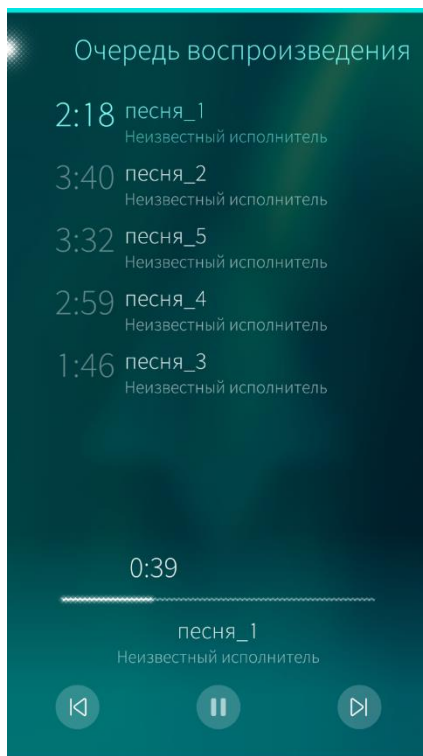 Очередь воспроизведения
2:18 песня_1
Неизвестный исполнитель
3:40 песня_2
Неизвестный исполнитель
3:32 песня_5
Неизвестный исполнитель
2:59 песня_4
Неизвестный исполнитель
1:46 песня_3
Неизвестный исполнитель
0:39
песня_1
Неизвестный исполнитель